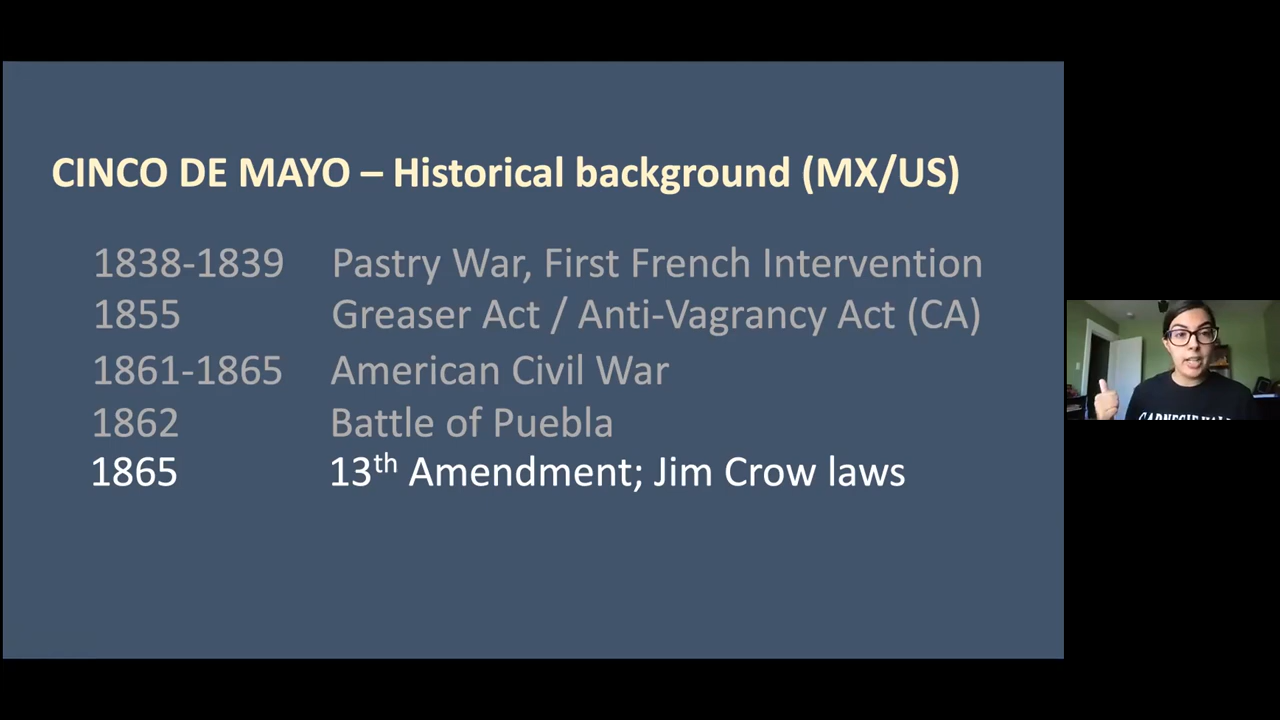 CINCO DE MAYO – Historical background (MX/US)
1838-1839 Pastry War, First French Intervention
1855 Greaser Act / Anti-Vagrancy Act (CA)
1861-1865 American Civil War
1862 Battle of Puebla
1865 13th Amendment; Jim Crow laws
CARNEGIE